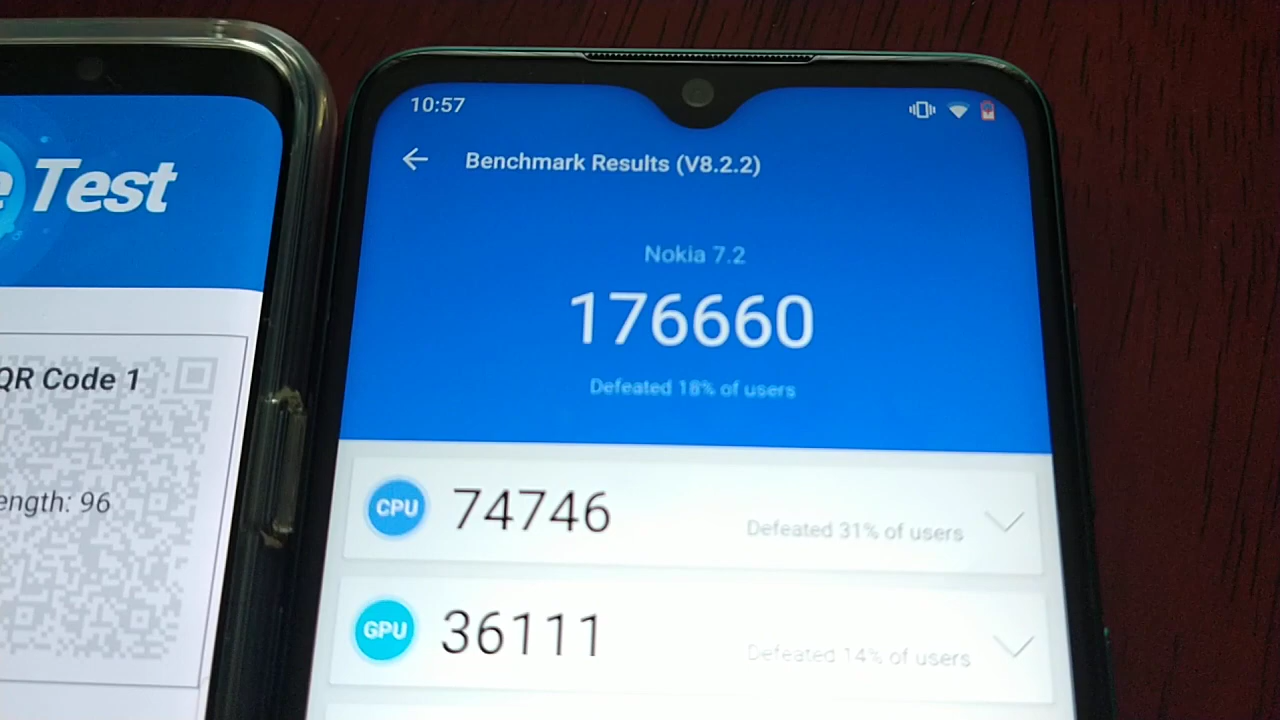 e Test
QR Code 1
ength: 96
10:57
Benchmark Results (V8.2.2)
Nokia 7.2
176660
Defeated 18% of users
CPU 74746 Defeated 31% of users
GPU 36111 Defeated 14% of users